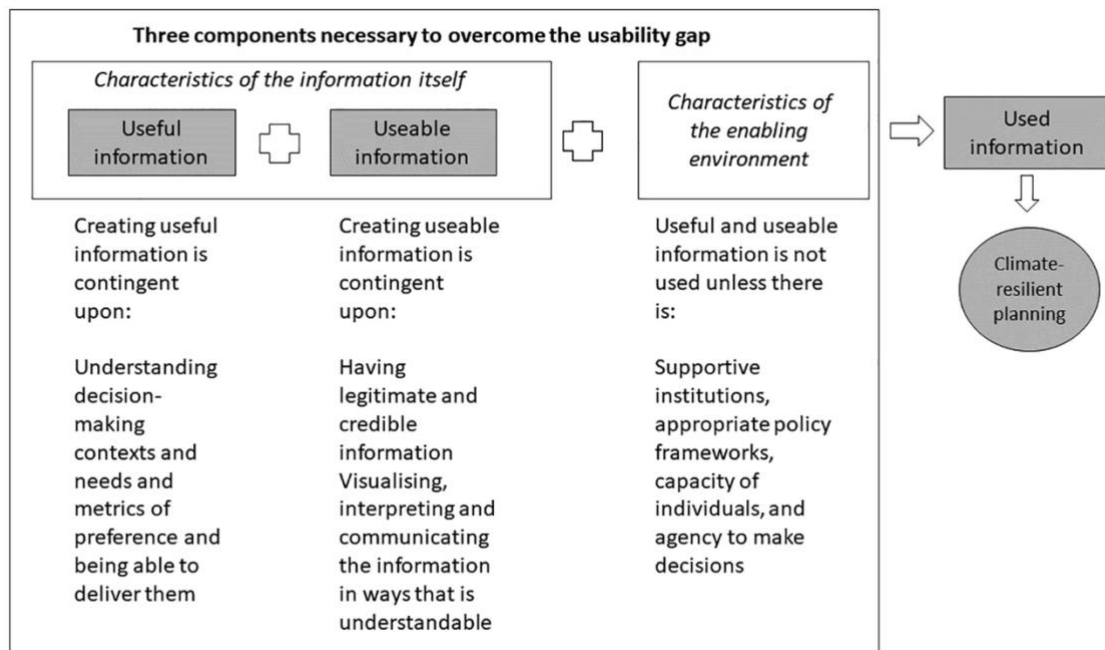 Three components necessary to overcome the usability gap
Characteristics of the information itself
Useful
information
Useable
information
Characteristics of
the enabling
environment
Used
information
Climate-
resilient
planning
Creating useful
information is
contingent
upon:
Understanding
decision-
making
contexts and
needs and
metrics of
preference and
being able to
deliver them
Creating useable
information is
contingent
upon:
Having
legitimate and
credible
information
Visualising,
interpreting and
communicating
the information
in ways that is
understandable
Useful and useable
information is not
used unless there
is:
Supportive
institutions,
appropriate policy
frameworks,
capacity of
individuals, and
agency to make
decisions